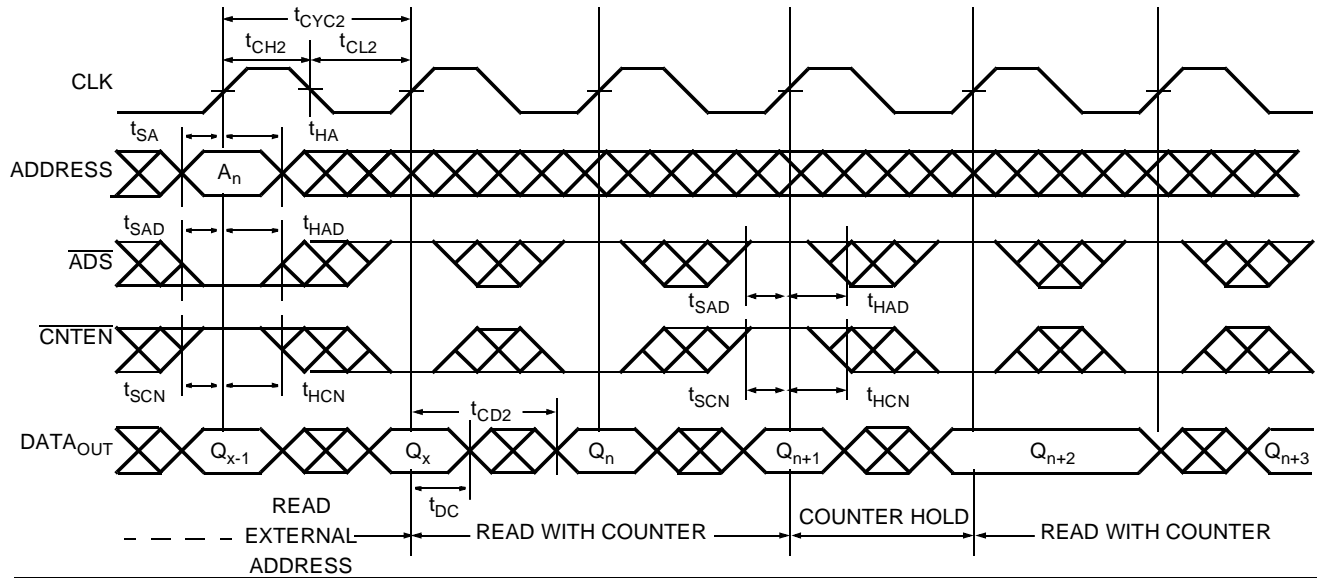 tCYC2
tCH2 tCL2
CLK
tSA tHA
ADDRESS An
tSAD tHAD
ADS
tSAD tHAD
CNTEN
tSCN tHCN tSCN tHCN
tCD2
DATAOUT Qx-1 Qx Qn Qn+1 Qn+2 Qn+3
tDC
READ
EXTERNAL
ADDRESS
READ WITH COUNTER
COUNTER HOLD
READ WITH COUNTER